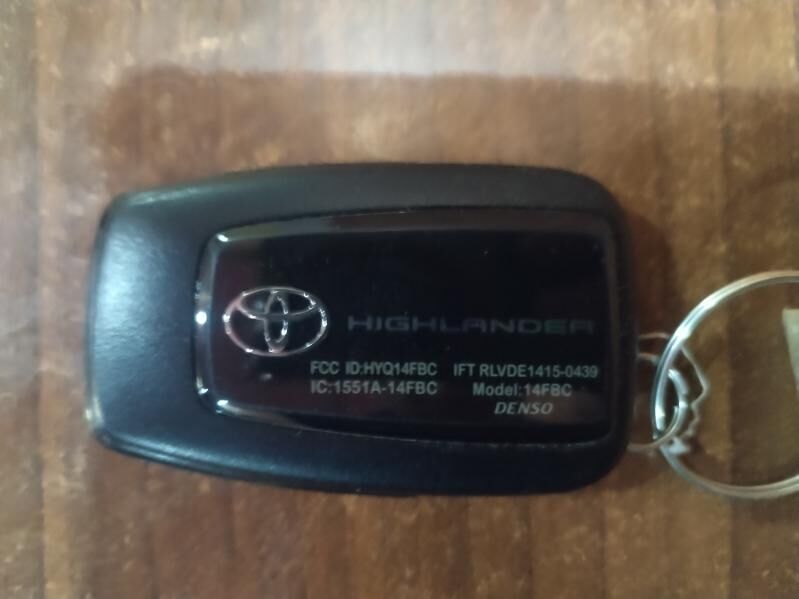 HIGHLANDER
FCC ID:HYQ14FBC IFT RLVDE1415-0439
IC:1551A-14FBC Model:14FBC
DENSO